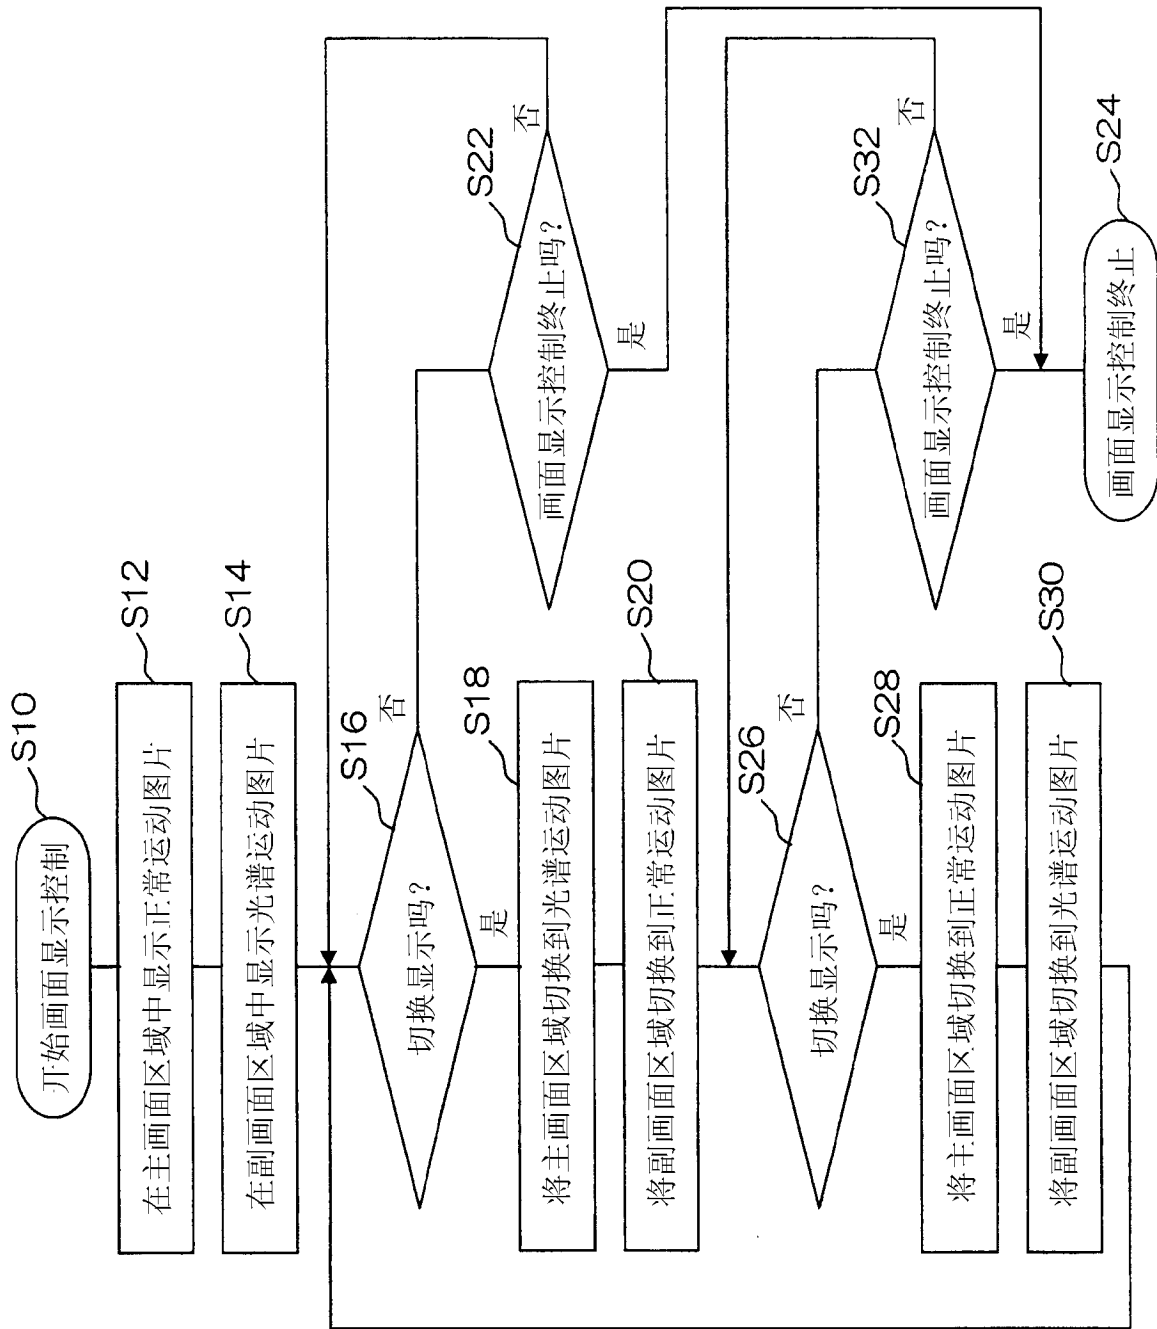 S10
开始画面显示控制
S12
在主画面区域中显示正常运动图片
S14
在副画面区域中显示光谱运动图片
S16
切换显示吗?
否
是
S18
将主画面区域切换到光谱运动图片
S20
将副画面区域切换到正常运动图片
S22
画面显示控制终止吗?
否
是
S26
切换显示吗?
否
是
S28
将主画面区域切换到正常运动图片
S30
将副画面区域切换到光谱运动图片
S32
画面显示控制终止吗?
否
是
S24
画面显示控制终止